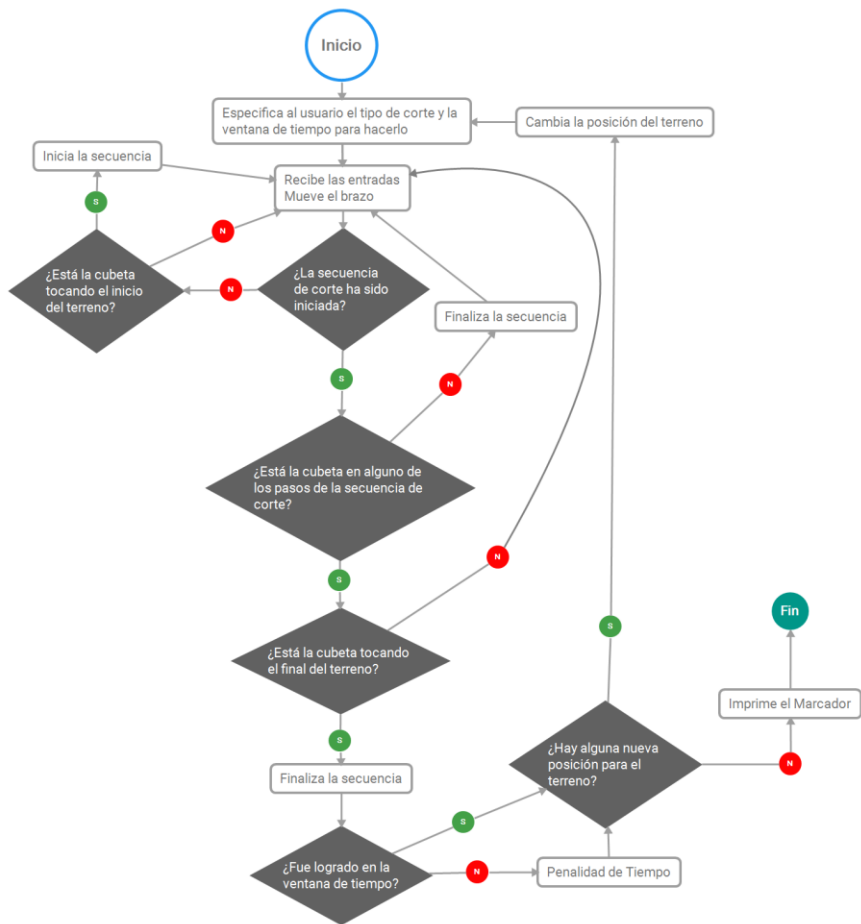 Inicio
Especifica al usuario el tipo de corte y la
ventana de tiempo para hacerlo
Cambia la posición del terreno
Inicia la secuencia
Recibe las entradas
Mueve el brazo
S
N
¿Está la cubeta
tocando el inicio
del terreno?
N
¿La secuencia
de corte ha sido
iniciada?
Finaliza la secuencia
S
N
¿Está la cubeta en alguno de
los pasos de la secuencia de
corte?
N
S
¿Está la cubeta tocando
el final del terreno?
S
Fin
S
Imprime el Marcador
Finaliza la secuencia
¿Hay alguna nueva
posición para el
terreno?
N
S
¿Fue logrado en la
ventana de tiempo?
N
Penalidad de Tiempo